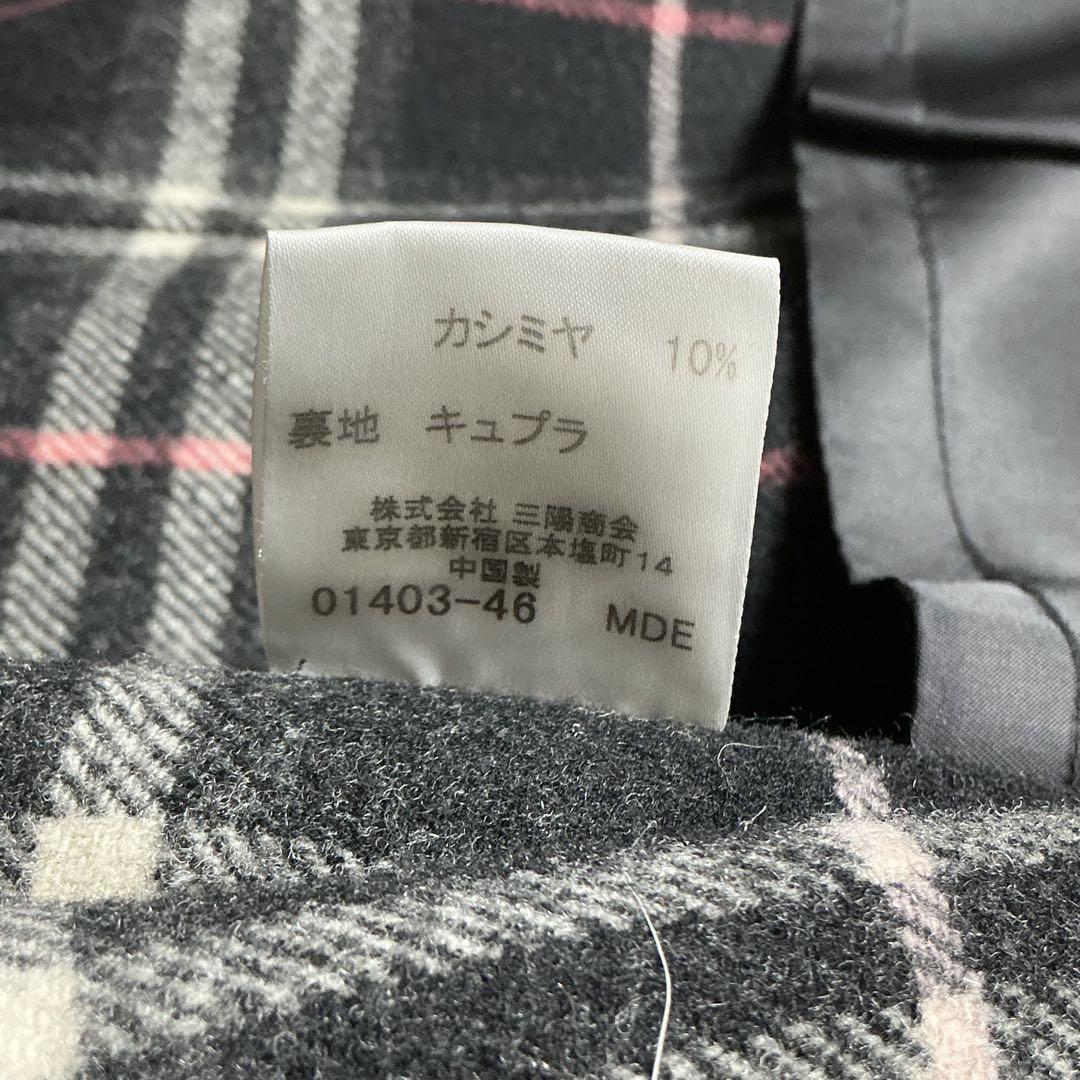 カシミヤ 10%
裏地 キュプラ
株式会社 三陽商会
東京都新宿区本塩町14
中国製
01403-46 MDE